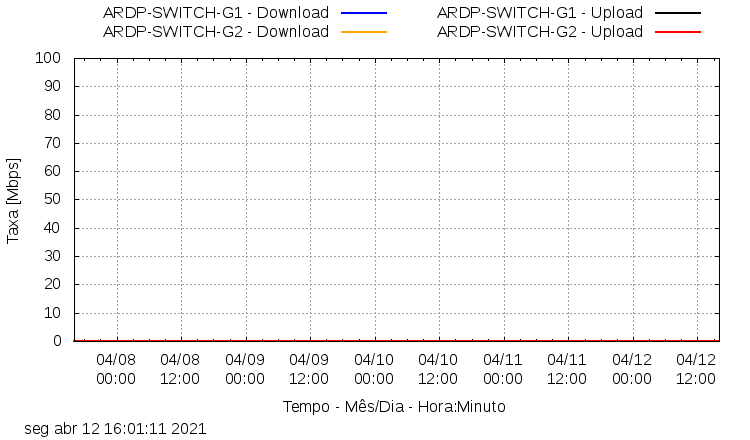 ARDP-SWITCH-G1 - Download
ARDP-SWITCH-G1 - Upload
ARDP-SWITCH-G2 - Download
ARDP-SWITCH-G2 - Upload
Taxa [Mbps]
100
90
80
70
60
50
40
30
20
10
0
04/08 04/08 04/09 04/09 04/10 04/10 04/11 04/11 04/12 04/12
00:00 12:00 00:00 12:00 00:00 12:00 00:00 12:00 00:00 12:00
Tempo - Mês/Dia - Hora:Minuto
seg abr 12 16:01:11 2021